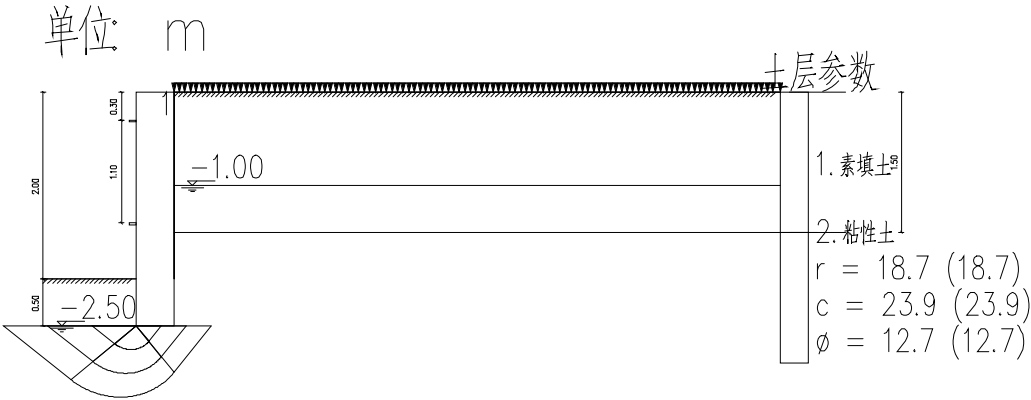 单位: m
土层参数
0.30
-1.00
1.10
1. 素填土
1.50
2.00
2. 粘性土
r = 18.7 (18.7)
c = 23.9 (23.9)
ø = 12.7 (12.7)
0.50
-2.50